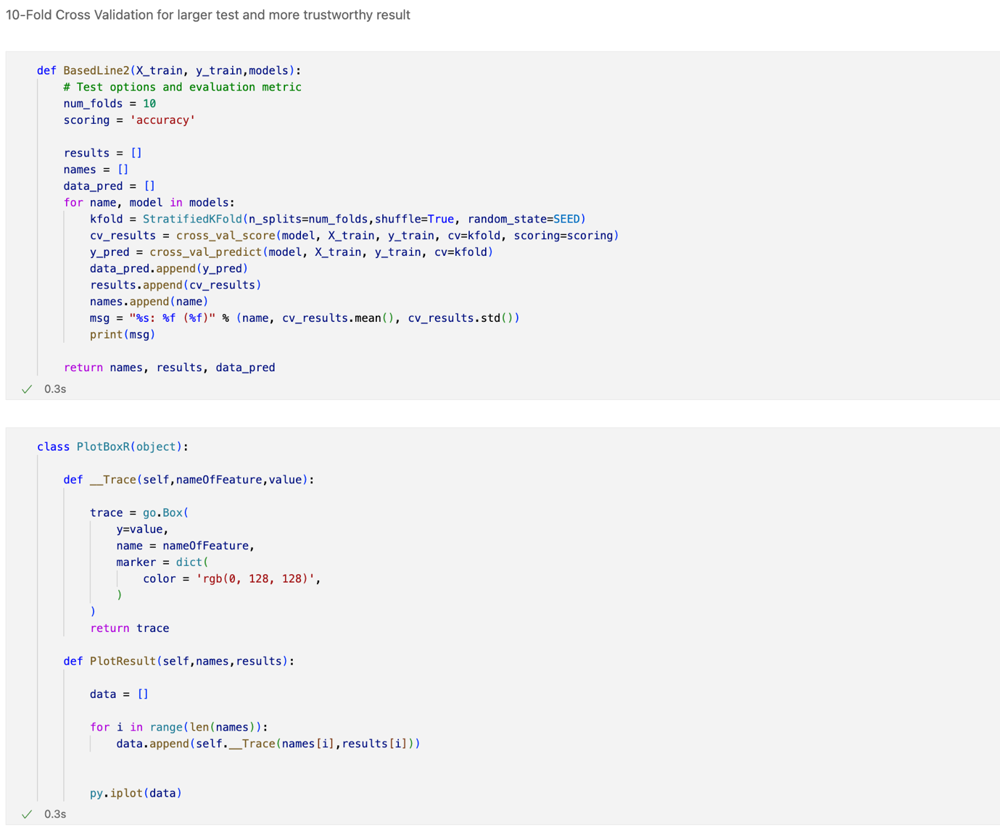 10-Fold Cross Validation for larger test and more trustworthy result
def BasedLine2(X_train, y_train,models):
# Test options and evaluation metric
num_folds = 10
scoring = 'accuracy'
results = []
names = []
data_pred = []
for name, model in models:
kfold = StratifiedKFold(n_splits=num_folds,shuffle=True, random_state=SEED)
cv_results = cross_val_score(model, X_train, y_train, cv=kfold, scoring=scoring)
y_pred = cross_val_predict(model, X_train, y_train, cv=kfold)
data_pred.append(y_pred)
results.append(cv_results)
names.append(name)
msg = "%s: %f (%f)" % (name, cv_results.mean(), cv_results.std())
print(msg)
return names, results, data_pred
✓ 0.3s
class PlotBoxR(object):
def __Trace(self,nameOfFeature,value):
trace = go.Box(
y=value,
name = nameOfFeature,
marker = dict(
color = 'rgb(0, 128, 128)',
)
)
return trace
def PlotResult(self,names,results):
data = []
for i in range(len(names)):
data.append(self.__Trace(names[i],results[i]))
py.iplot(data)
✓ 0.3s